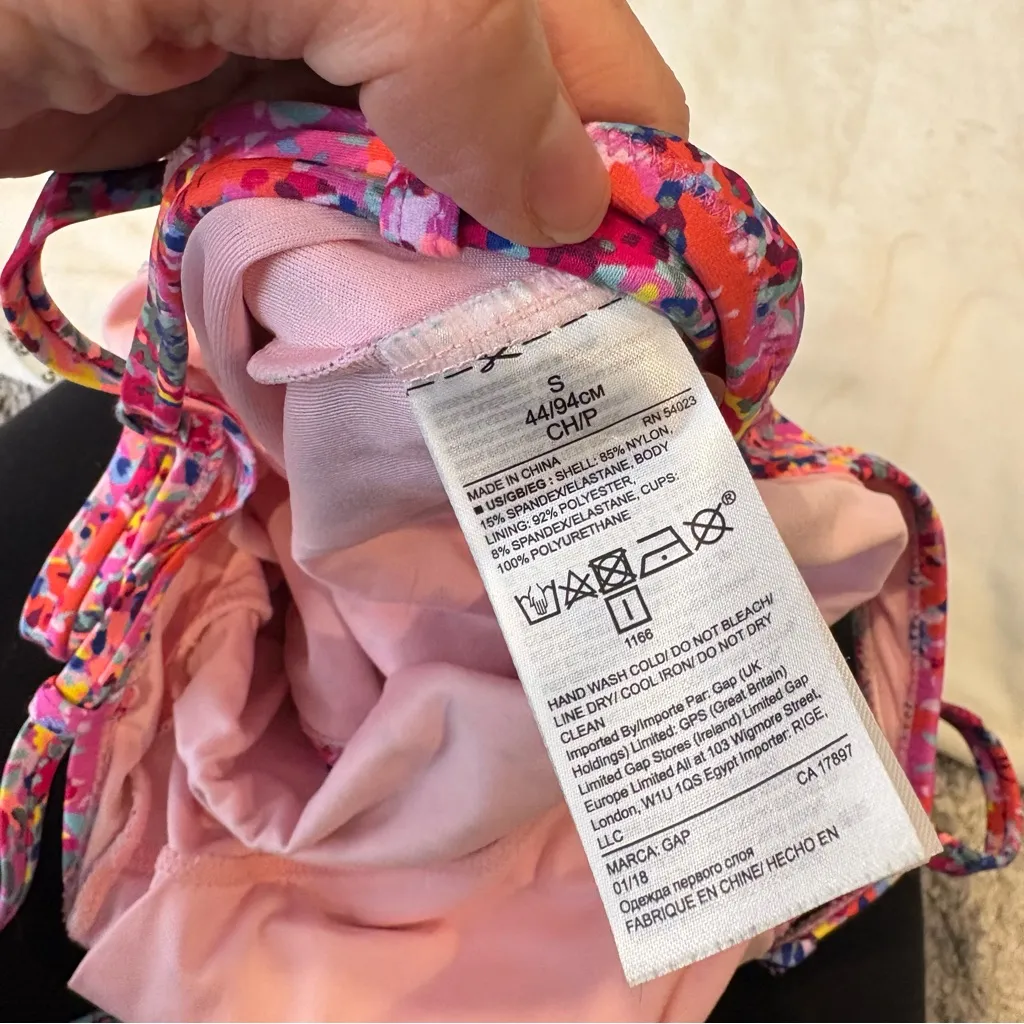 S
44/94см
CH/P
RN 54023
MADE IN CHINA
■ US/GB/EG : SHELL: 85% NYLON,
15% SPANDEX/ELASTANE, BODY
LINING: 92% POLYESTER,
8% SPANDEX/ELASTANE, CUPS:
100% POLYURETHANE
®
1166
HAND WASH COLD/ DO NOT BLEACH/
LINE DRY/ COOL IRON/ DO NOT DRY
CLEAN
Imported By/Importe Par: Gap (UK
Holdings) Limited: GPS (Great Britain)
Limited Gap Stores (Ireland) Limited Gap
Europe Limited All at 103 Wigmore Street,
London, W1U 1QS Egypt Importer: RIGE,
LLC
CA 17897
MARCA: GAP
01/18
Одежда первого слоя
FABRIQUE EN CHINE/ HECHO EN